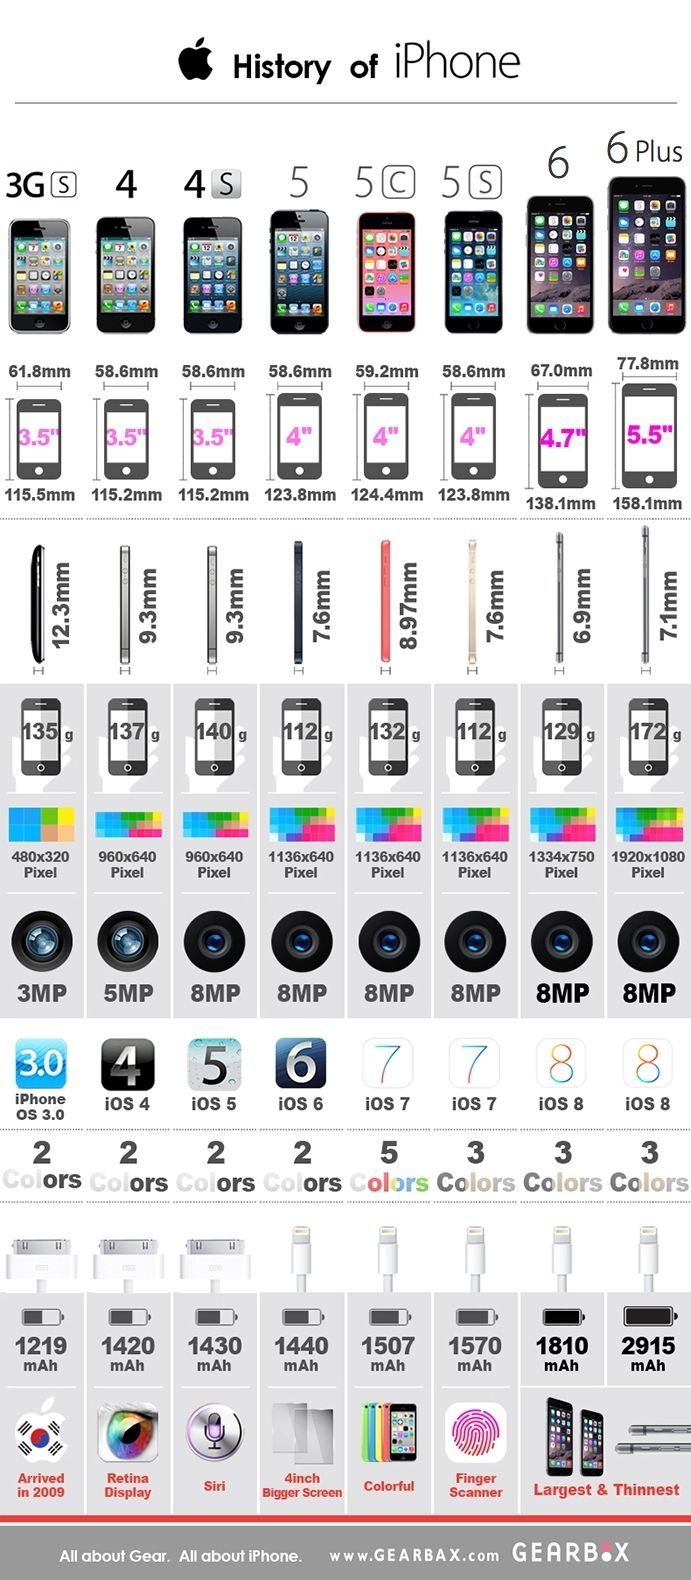 History of iPhone
3G S 4 4 S 5 5 C 5 S 6 6 Plus
61.8mm 58.6mm 58.6mm 58.6mm 59.2mm 58.6mm 67.0mm 77.8mm
3.5" 3.5" 3.5" 4" 4" 4" 4.7" 5.5"
115.5mm 115.2mm 115.2mm 123.8mm 124.4mm 123.8mm 138.1mm 158.1mm
12.3mm 9.3mm 9.3mm 7.6mm 8.97mm 7.6mm 6.9mm 7.1mm
135 g 137 g 140 g 112 g 132 g 112 g 129 g 172 g
480x320 960x640 960x640 1136x640 1136x640 1136x640 1334x750 1920x1080
Pixel Pixel Pixel Pixel Pixel Pixel Pixel Pixel
3MP 5MP 8MP 8MP 8MP 8MP 8MP 8MP
3.0 4 5 6 7 7 8 8
iPhone
OS 3.0 iOS 4 iOS 5 iOS 6 iOS 7 iOS 7 iOS 8 iOS 8
2 2 2 2 5 3 3 3
Colors Colors Colors Colors Colors Colors Colors Colors
1219 1420 1430 1440 1507 1570 1810 2915
mAh mAh mAh mAh mAh mAh mAh mAh
Arrived
in 2009
Retina
Display
Siri
4inch
Bigger Screen
Colorful
Finger
Scanner
Largest & Thinnest
All about Gear. All about iPhone. www.GEARBAX.com GEARBOX